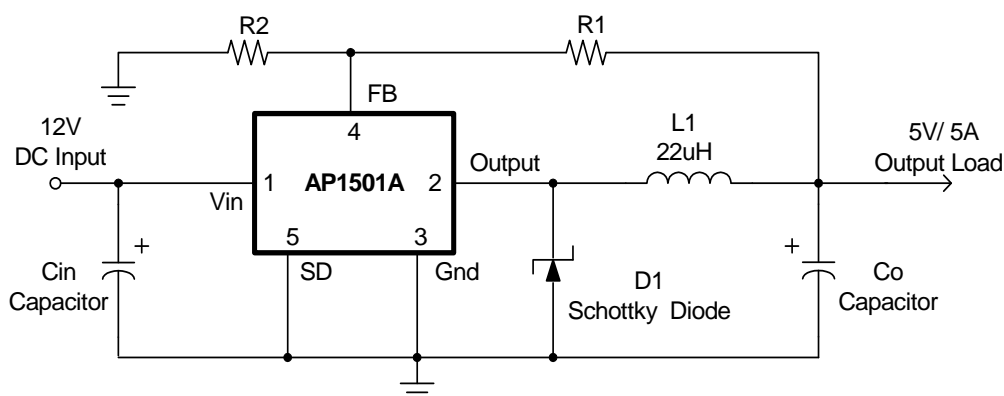 R2
R1
FB
4
12V
DC Input
L1
22uH
5V/ 5A
Output Load
Output
1
AP1501A
2
Vin
5
3
SD
Gnd
+
Cin
Capacitor
D1
Schottky Diode
+
Co
Capacitor